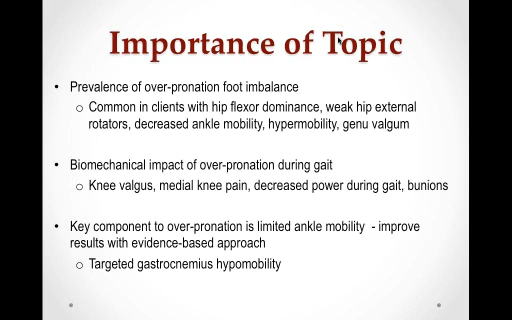 Importance of Topic
• Prevalence of over-pronation foot imbalance
o Common in clients with hip flexor dominance, weak hip external
rotators, decreased ankle mobility, hypermobility, genu valgum
• Biomechanical impact of over-pronation during gait
o Knee valgus, medial knee pain, decreased power during gait, bunions
• Key component to over-pronation is limited ankle mobility - improve
results with evidence-based approach
o Targeted gastrocnemius hypomobility